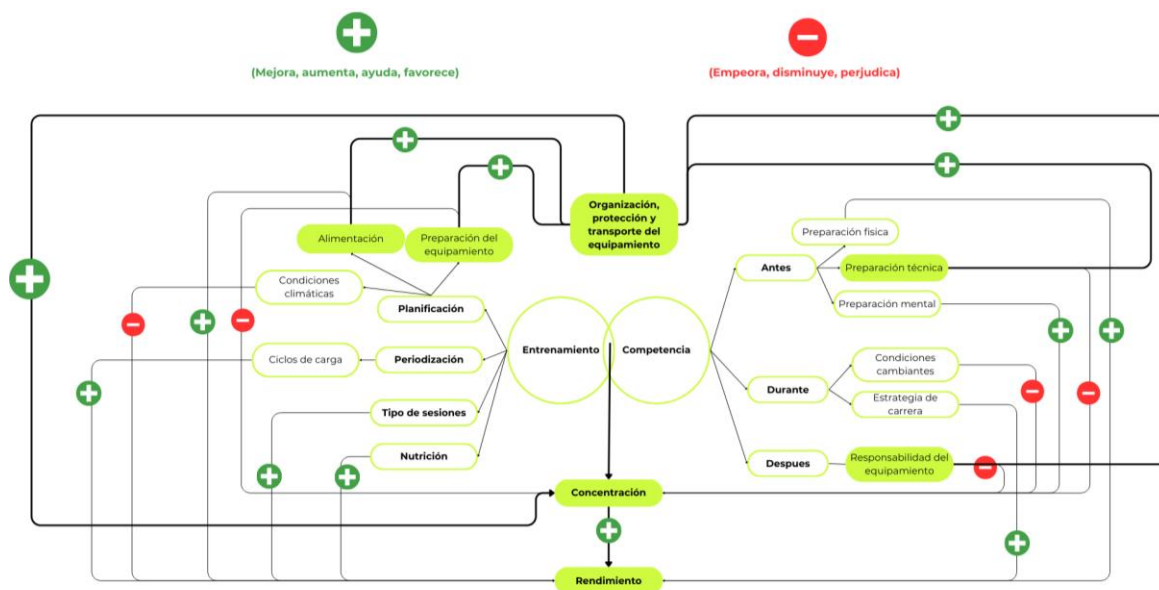 (Mejora, aumenta, ayuda, favorece)
(Empeora, disminuye, perjudica)
Organización,
protección y
transporte del
equipamiento
Alimentación
Preparación del
equipamiento
Condiciones
climáticas
Planificación
Ciclos de carga
Periodización
Tipo de sesiones
Nutrición
Entrenamiento
Competencia
Preparación fisica
Antes
Preparación técnica
Preparación mental
Condiciones
cambiantes
Durante
Estrategia de
carrera
Despues
Responsabilidad del
equipamiento
Concentración
Rendimiento